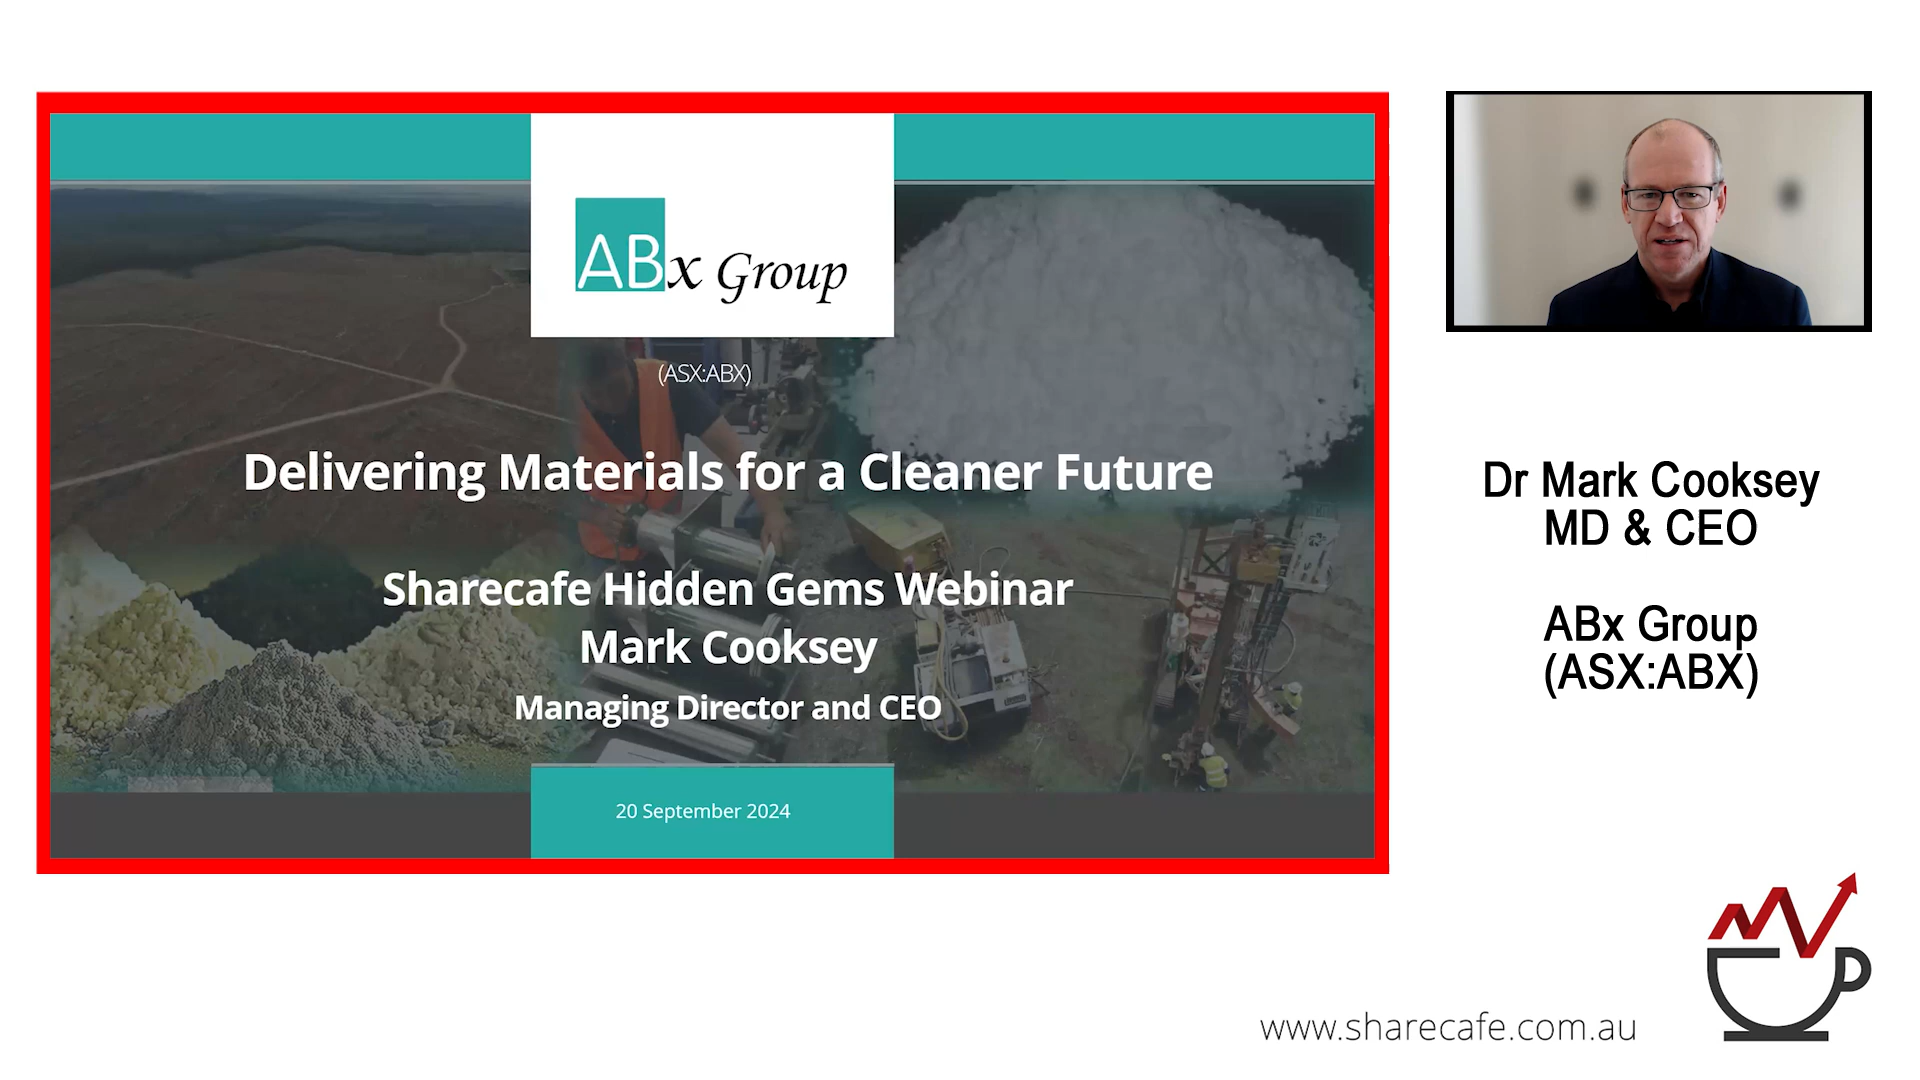 ABx Group
(ASX:ABX)
Delivering Materials for a Cleaner Future
Sharecafe Hidden Gems Webinar
Mark Cooksey
Managing Director and CEO
20 September 2024
Dr Mark Cooksey
MD & CEO
ABx Group
(ASX:ABX)
www.sharecafe.com.au